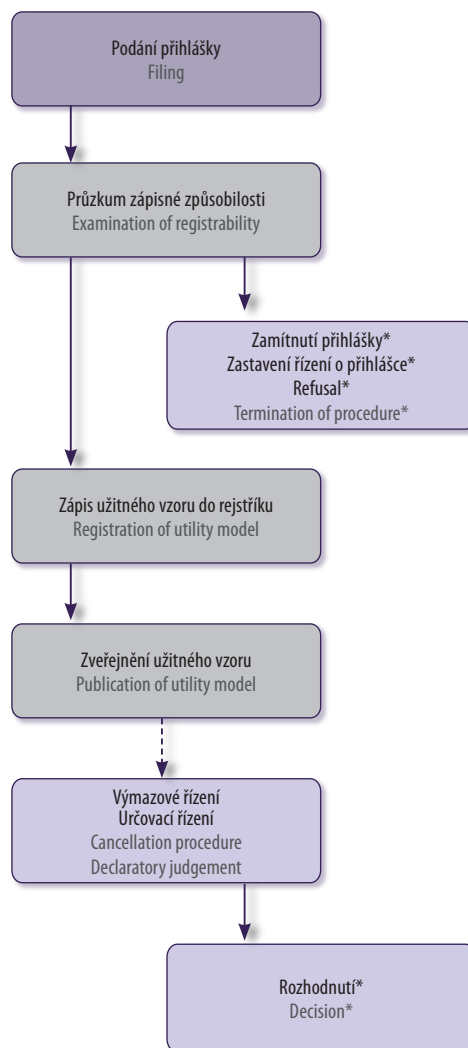 Podání přihlášky
Filing
Průzkum zápisné způsobilosti
Examination of registrability
Zamítnutí přihlášky*
Zastavení řízení o přihlášce*
Refusal*
Termination of procedure*
Zápis užitného vzoru do rejstříku
Registration of utility model
Zveřejnění užitného vzoru
Publication of utility model
Výmazové řízení
Určovací řízení
Cancellation procedure
Declaratory judgement
Rozhodnutí*
Decision*